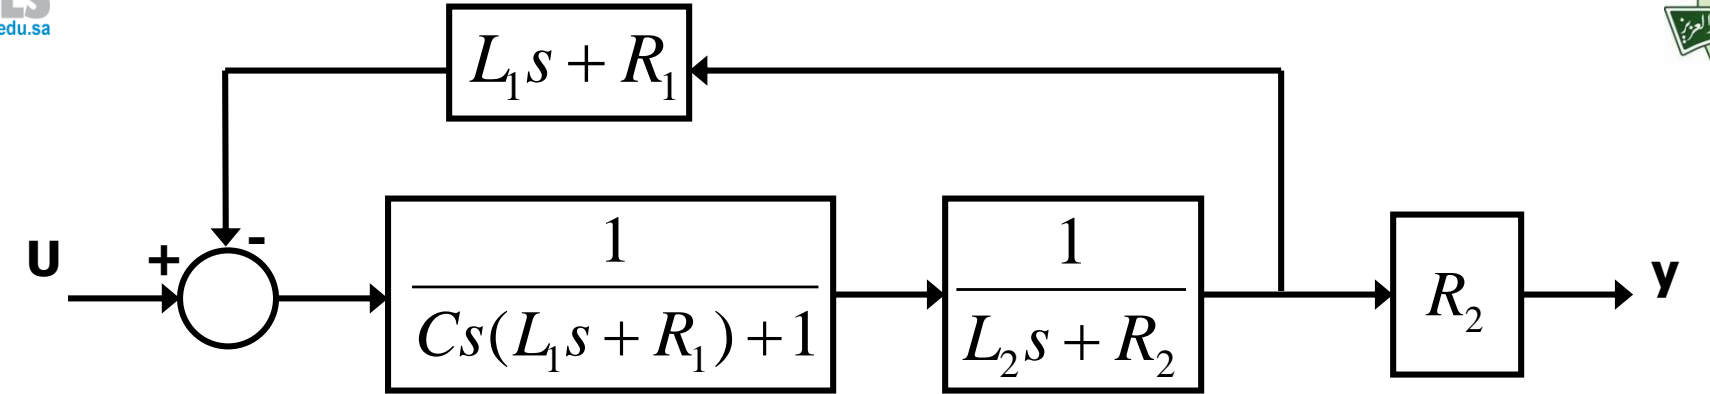 edu.sa
L₁s + R₁
U
+
-
1
Cs(L₁s + R₁) + 1
1
L₂s + R₂
R₂
y